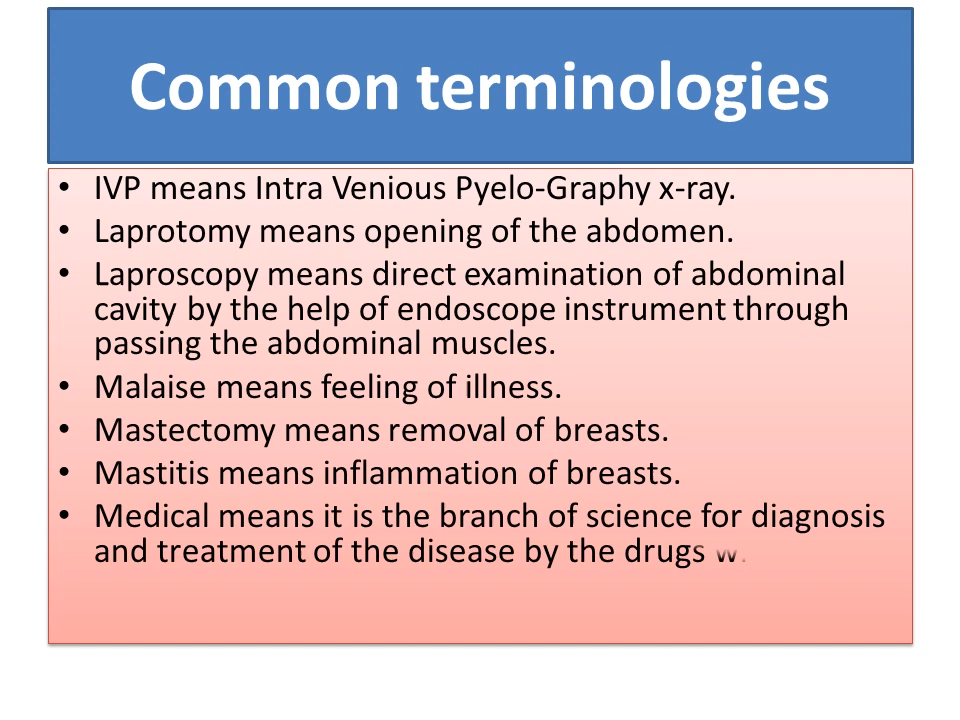 Common terminologies
• IVP means Intra Venious Pyelo-Graphy x-ray.
• Laprotomy means opening of the abdomen.
• Laproscopy means direct examination of abdominal
cavity by the help of endoscope instrument through
passing the abdominal muscles.
• Malaise means feeling of illness.
• Mastectomy means removal of breasts.
• Mastitis means inflammation of breasts.
• Medical means it is the branch of science for diagnosis
and treatment of the disease by the drugs